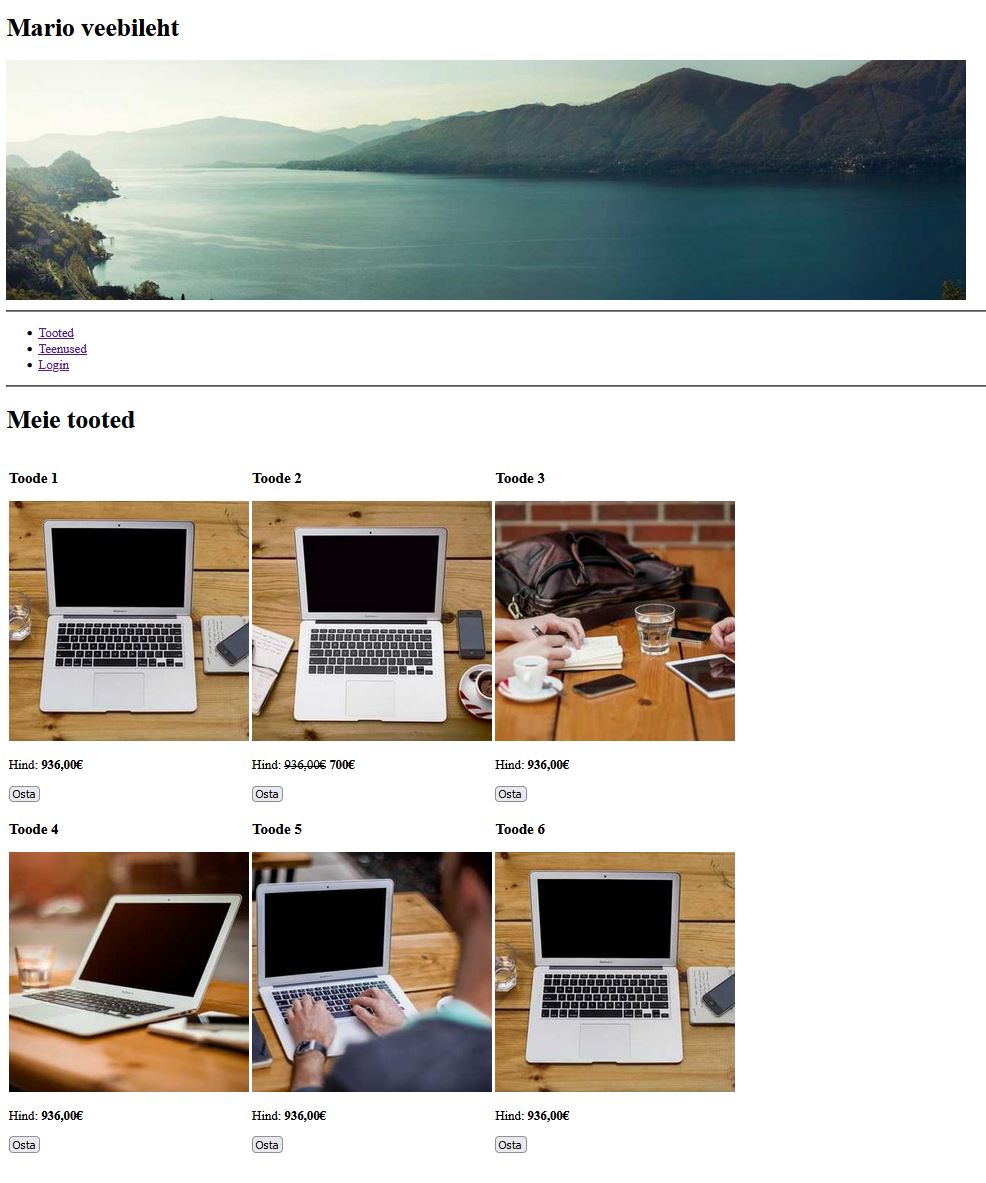 Mario veebileht
Tooted
Teenused
Login
Meie tooted
Toode 1 Toode 2 Toode 3
Hind: 936,00€ Hind: 936,00€ 700€ Hind: 936,00€
Osta Osta Osta
Toode 4 Toode 5 Toode 6
Hind: 936,00€ Hind: 936,00€ Hind: 936,00€
Osta Osta Osta